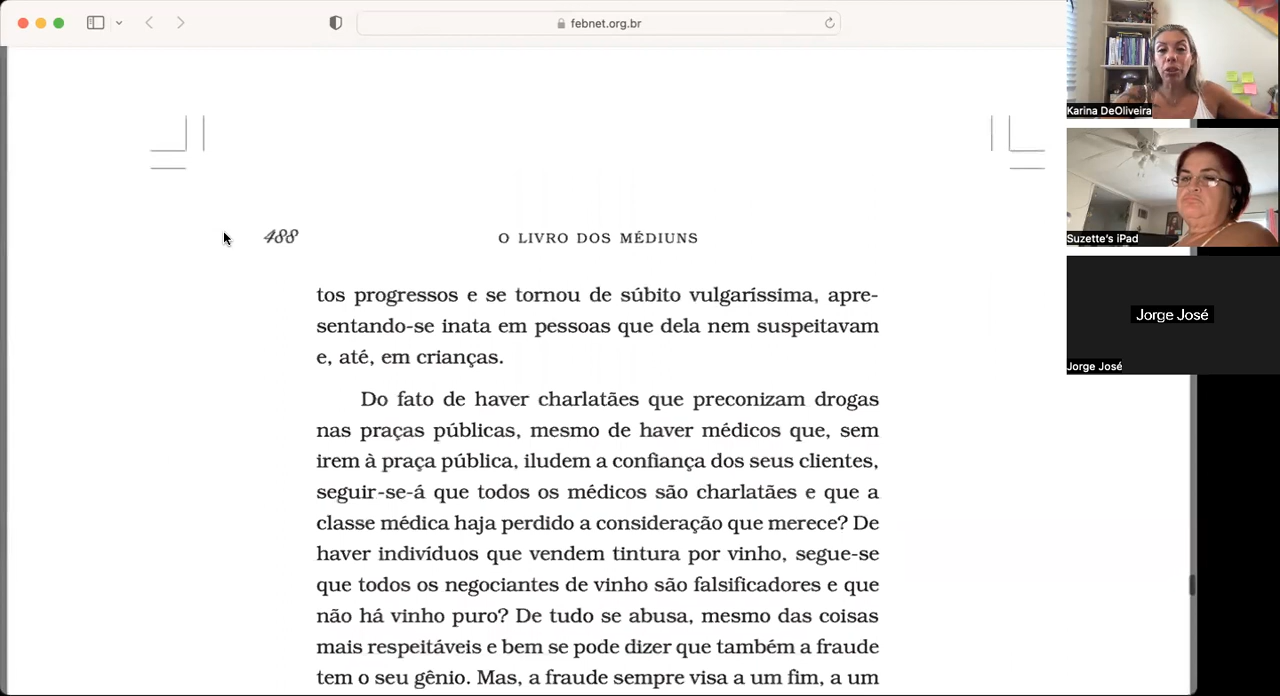 febnet.org.br
488
O LIVRO DOS MÉDIUNS
tos progressos e se tornou de súbito vulgaríssima, apre-
sentando-se inata em pessoas que dela nem suspeitavam
e, até, em crianças.
Do fato de haver charlatães que preconizam drogas
nas praças públicas, mesmo de haver médicos que, sem
irem à praça pública, iludem a confiança dos seus clientes,
seguir-se-á que todos os médicos são charlatães e que a
classe médica haja perdido a consideração que merece? De
haver indivíduos que vendem tintura por vinho, segue-se
que todos os negociantes de vinho são falsificadores e que
não há vinho puro? De tudo se abusa, mesmo das coisas
mais respeitáveis e bem se pode dizer que também a fraude
tem o seu gênio. Mas, a fraude sempre visa a um fim, a um
Karina DeOliveira
Suzette's iPad
Jorge José
Jorge José